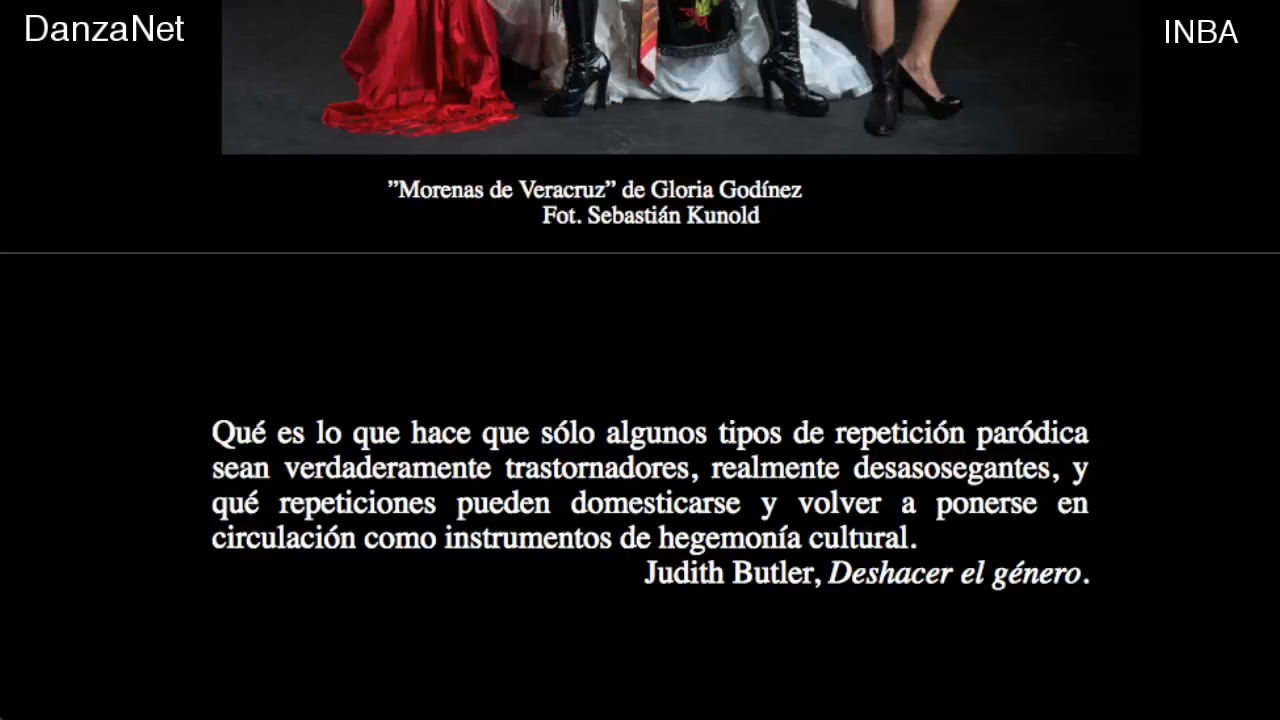 DanzaNet
INBA
”Morenas de Veracruz” de Gloria Godínez
Fot. Sebastián Kunold
Qué es lo que hace que sólo algunos tipos de repetición paródica
sean verdaderamente trastornadores, realmente desasosegantes, y
qué repeticiones pueden domesticarse y volver a ponerse en
circulación como instrumentos de hegemonía cultural.
Judith Butler, Deshacer el género.